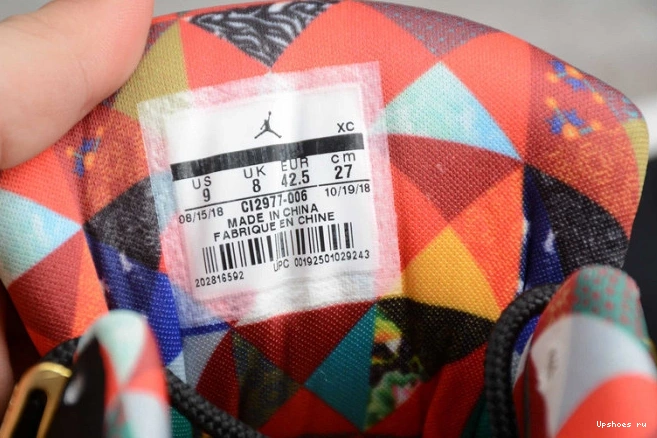 XC
US UK EUR cm
9 8 42.5 27
08/15/18 CI2977-006 10/19/18
MADE IN CHINA
FABRIQUE EN CHINE
202816592 UPC 00192501029243
Upshoes ru